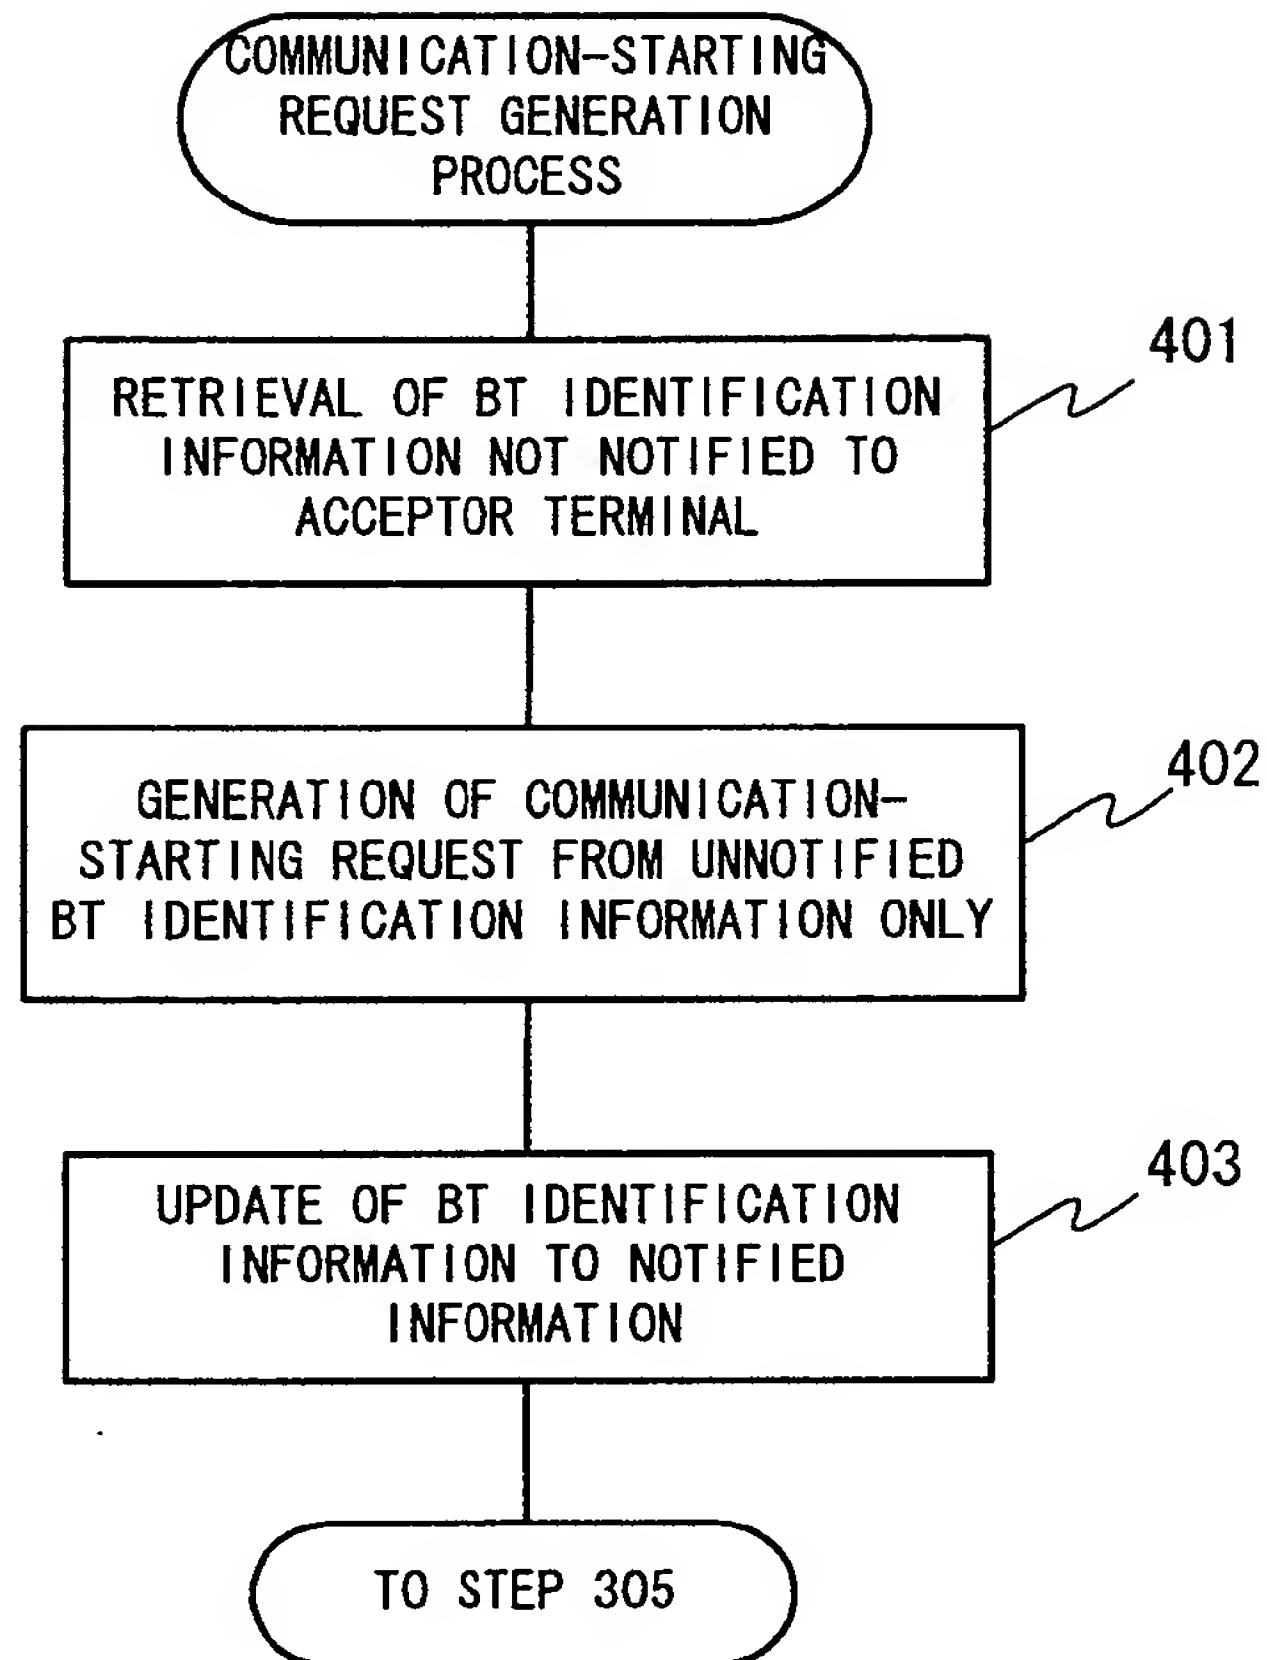 COMMUNICATION-STARTING
REQUEST GENERATION
PROCESS
401
RETRIEVAL OF BT IDENTIFICATION
INFORMATION NOT NOTIFIED TO
ACCEPTOR TERMINAL
402
GENERATION OF COMMUNICATION-
STARTING REQUEST FROM UNNOTIFIED
BT IDENTIFICATION INFORMATION ONLY
403
UPDATE OF BT IDENTIFICATION
INFORMATION TO NOTIFIED
INFORMATION
TO STEP 305